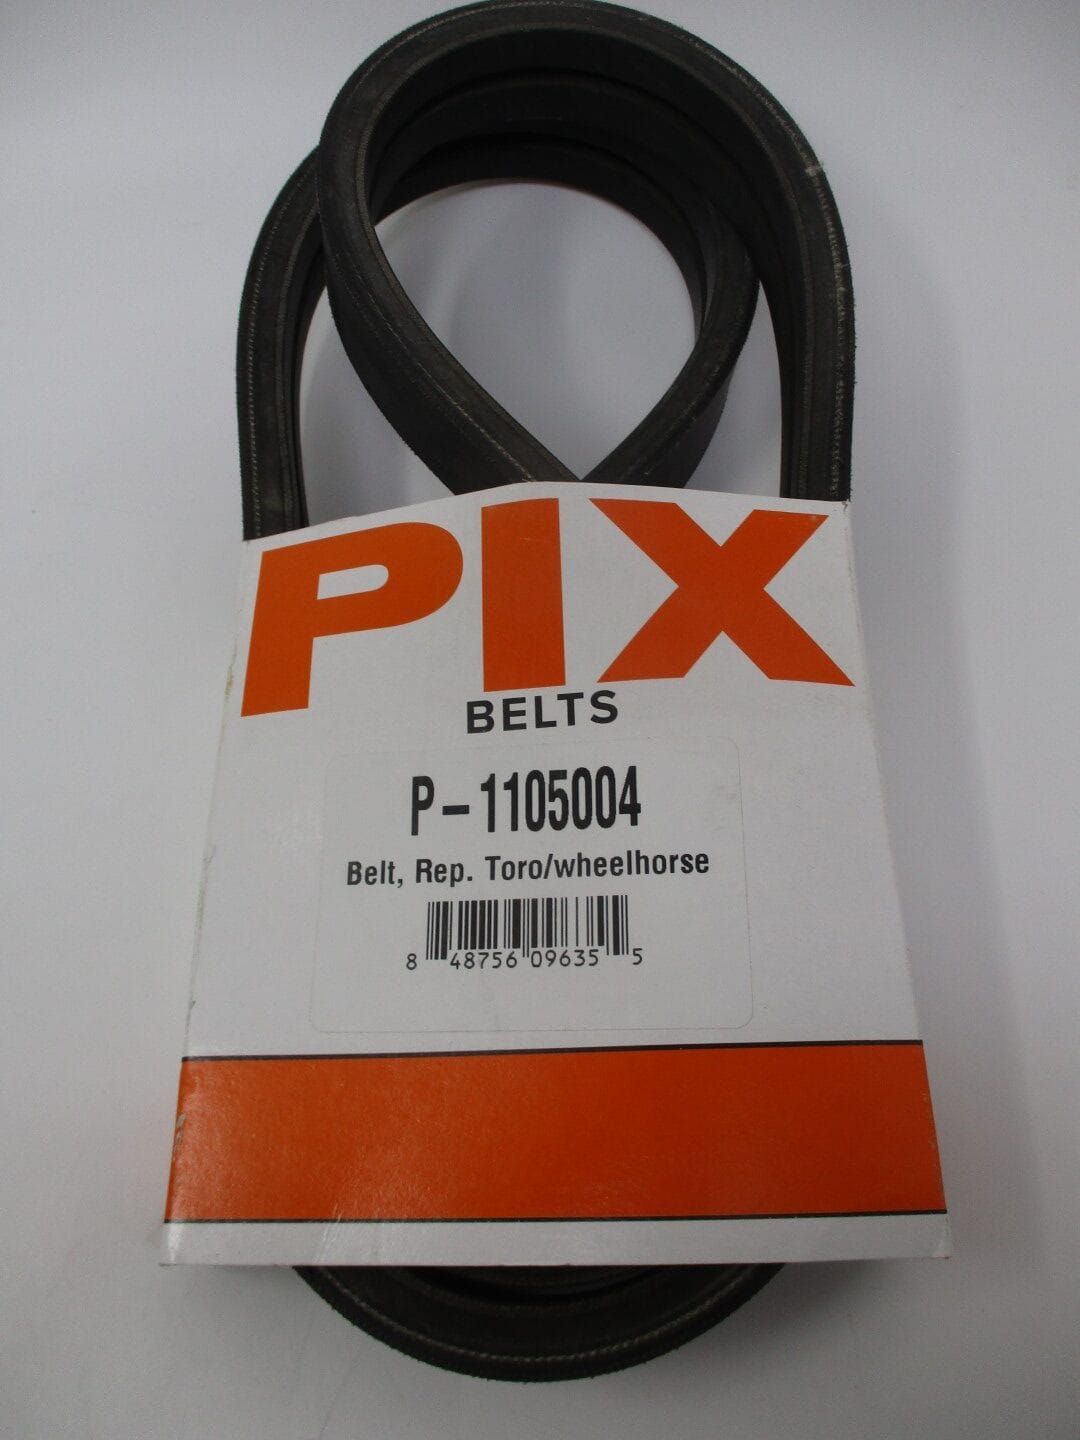 PIX
BELTS
P-1105004
Belt, Rep. Toro/wheelhorse
8 48756 09635 5